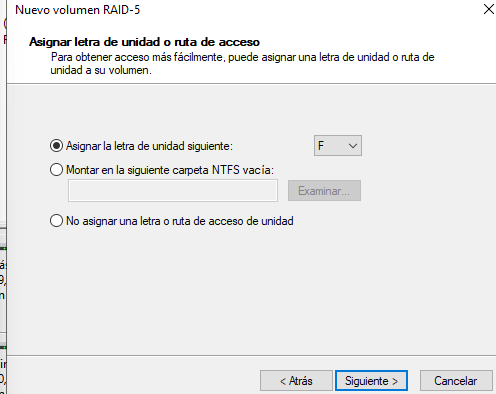 Nuevo volumen RAID-5
Asignar letra de unidad o ruta de acceso
Para obtener acceso más fácilmente, puede asignar una letra de unidad o ruta de
unidad a su volumen.
Asignar la letra de unidad siguiente: F
Montar en la siguiente carpeta NTFS vacía:
Examinar...
No asignar una letra o ruta de acceso de unidad
< Atrás Siguiente > Cancelar